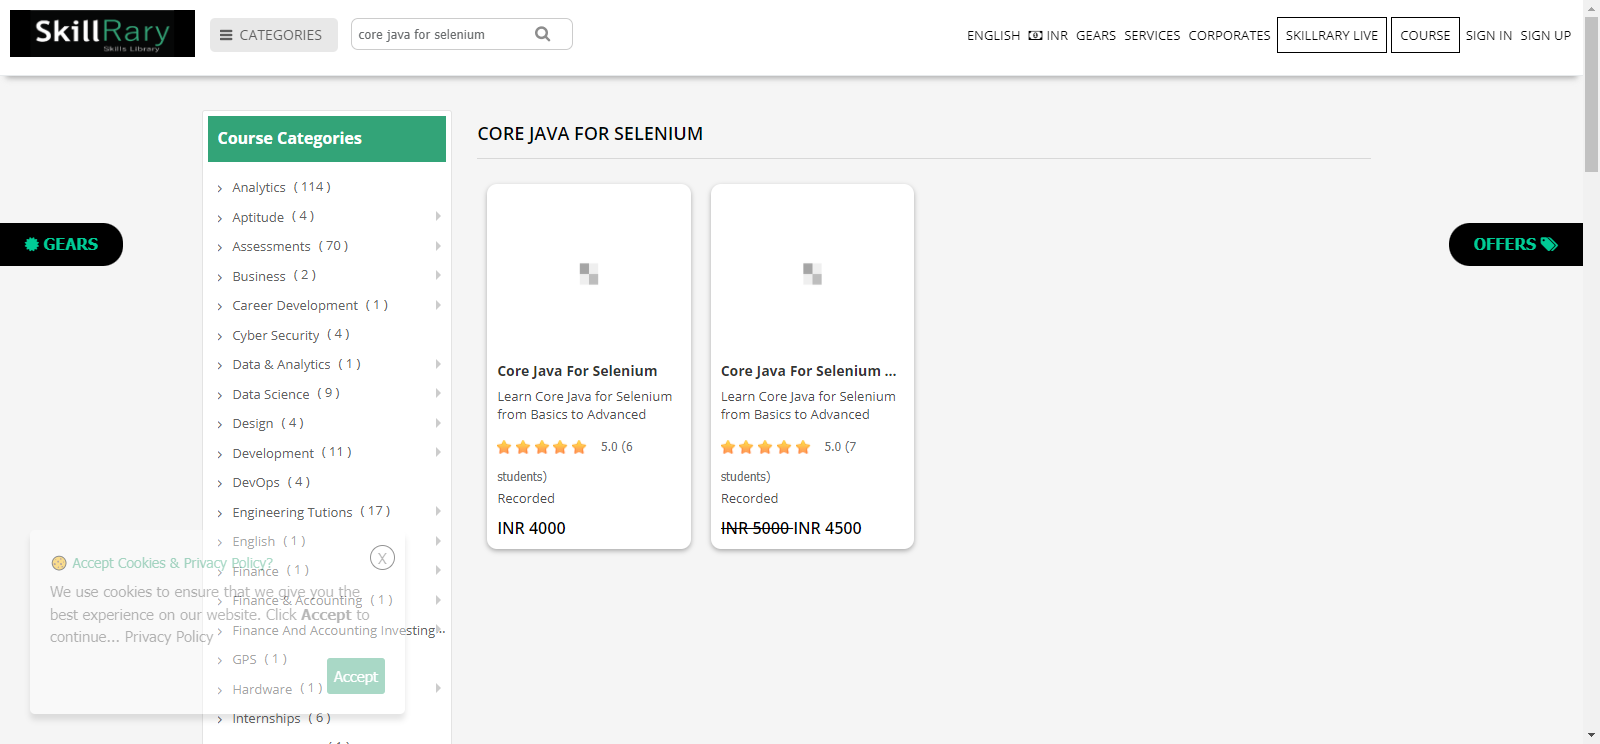 SkillRary
Skills Library
CATEGORIES
core java for selenium
ENGLISH INR GEARS SERVICES CORPORATES SKILLRARY LIVE COURSE SIGN IN SIGN UP
Course Categories
Analytics ( 114 )
Aptitude ( 4 )
Assessments ( 70 )
Business ( 2 )
Career Development ( 1 )
Cyber Security ( 4 )
Data & Analytics ( 1 )
Data Science ( 9 )
Design ( 4 )
Development ( 11 )
DevOps ( 4 )
Engineering Tutions ( 17 )
English ( 1 )
Finance ( 1 )
Finance & Accounting ( 1 )
Finance And Accounting Investing..
GPS ( 1 )
Hardware ( 1 )
Internships ( 6 )
GEARS
Accept Cookies & Privacy Policy?
X
We use cookies to ensure that we give you the
best experience on our website. Click Accept to
continue... Privacy Policy
Accept
CORE JAVA FOR SELENIUM
Core Java For Selenium
Learn Core Java for Selenium
from Basics to Advanced
5.0 (6
students)
Recorded
INR 4000
Core Java For Selenium ...
Learn Core Java for Selenium
from Basics to Advanced
5.0 (7
students)
Recorded
INR 5000 INR 4500
OFFERS